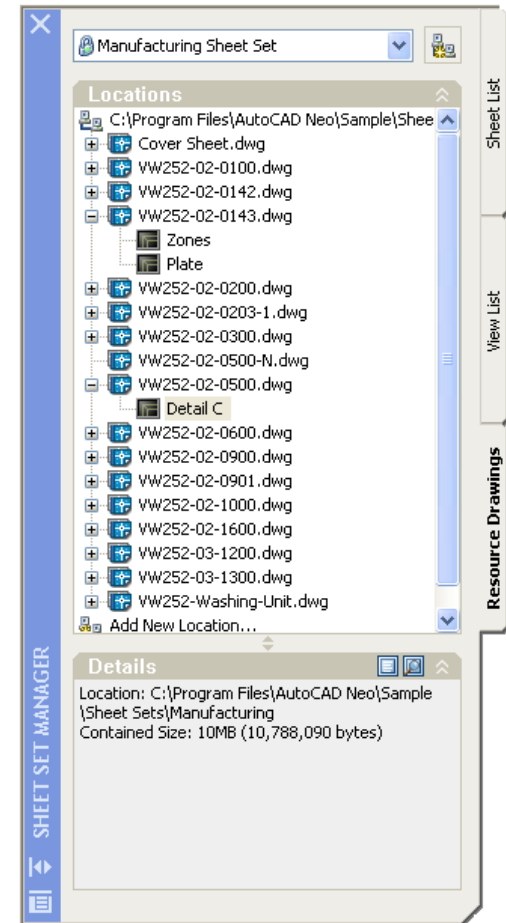 Manufacturing Sheet Set
Locations
C:\Program Files\AutoCAD Neo\Sample\Shee
Cover Sheet.dwg
VW252-02-0100.dwg
VW252-02-0142.dwg
VW252-02-0143.dwg
Zones
Plate
VW252-02-0200.dwg
VW252-02-0203-1.dwg
VW252-02-0300.dwg
VW252-02-0500-N.dwg
VW252-02-0500.dwg
Detail C
VW252-02-0600.dwg
VW252-02-0900.dwg
VW252-02-0901.dwg
VW252-02-1000.dwg
VW252-02-1600.dwg
VW252-03-1200.dwg
VW252-03-1300.dwg
VW252-Washing-Unit.dwg
Add New Location...
Details
Location: C:\Program Files\AutoCAD Neo\Sample
\Sheet Sets\Manufacturing
Contained Size: 10MB (10,788,090 bytes)
SHEET SET MANAGER
Sheet List
View List
Resource Drawings